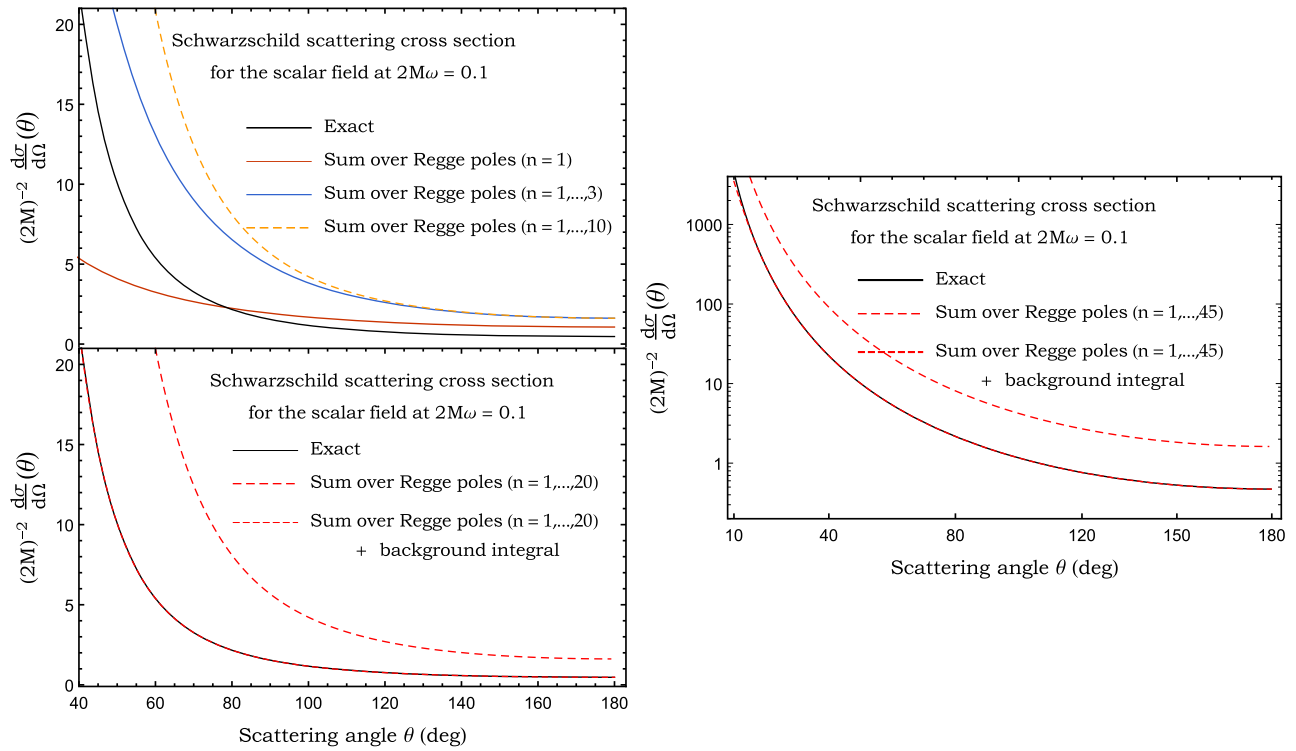 Schwarzschild scattering cross section
for the scalar field at 2Mω = 0.1
Exact
Sum over Regge poles (n = 1)
Sum over Regge poles (n = 1,...,3)
Sum over Regge poles (n = 1,...,10)
(2M)⁻² dσ/dΩ (θ)
20
15
10
5
0
Schwarzschild scattering cross section
for the scalar field at 2Mω = 0.1
Exact
Sum over Regge poles (n = 1,...,20)
Sum over Regge poles (n = 1,...,20)
+ background integral
(2M)⁻² dσ/dΩ (θ)
20
15
10
5
0
40 60 80 100 120 140 160 180
Scattering angle θ (deg)
Schwarzschild scattering cross section
for the scalar field at 2Mω = 0.1
Exact
Sum over Regge poles (n = 1,...,45)
Sum over Regge poles (n = 1,...,45)
+ background integral
(2M)⁻² dσ/dΩ (θ)
1000
100
10
1
10 40 80 120 150 180
Scattering angle θ (deg)